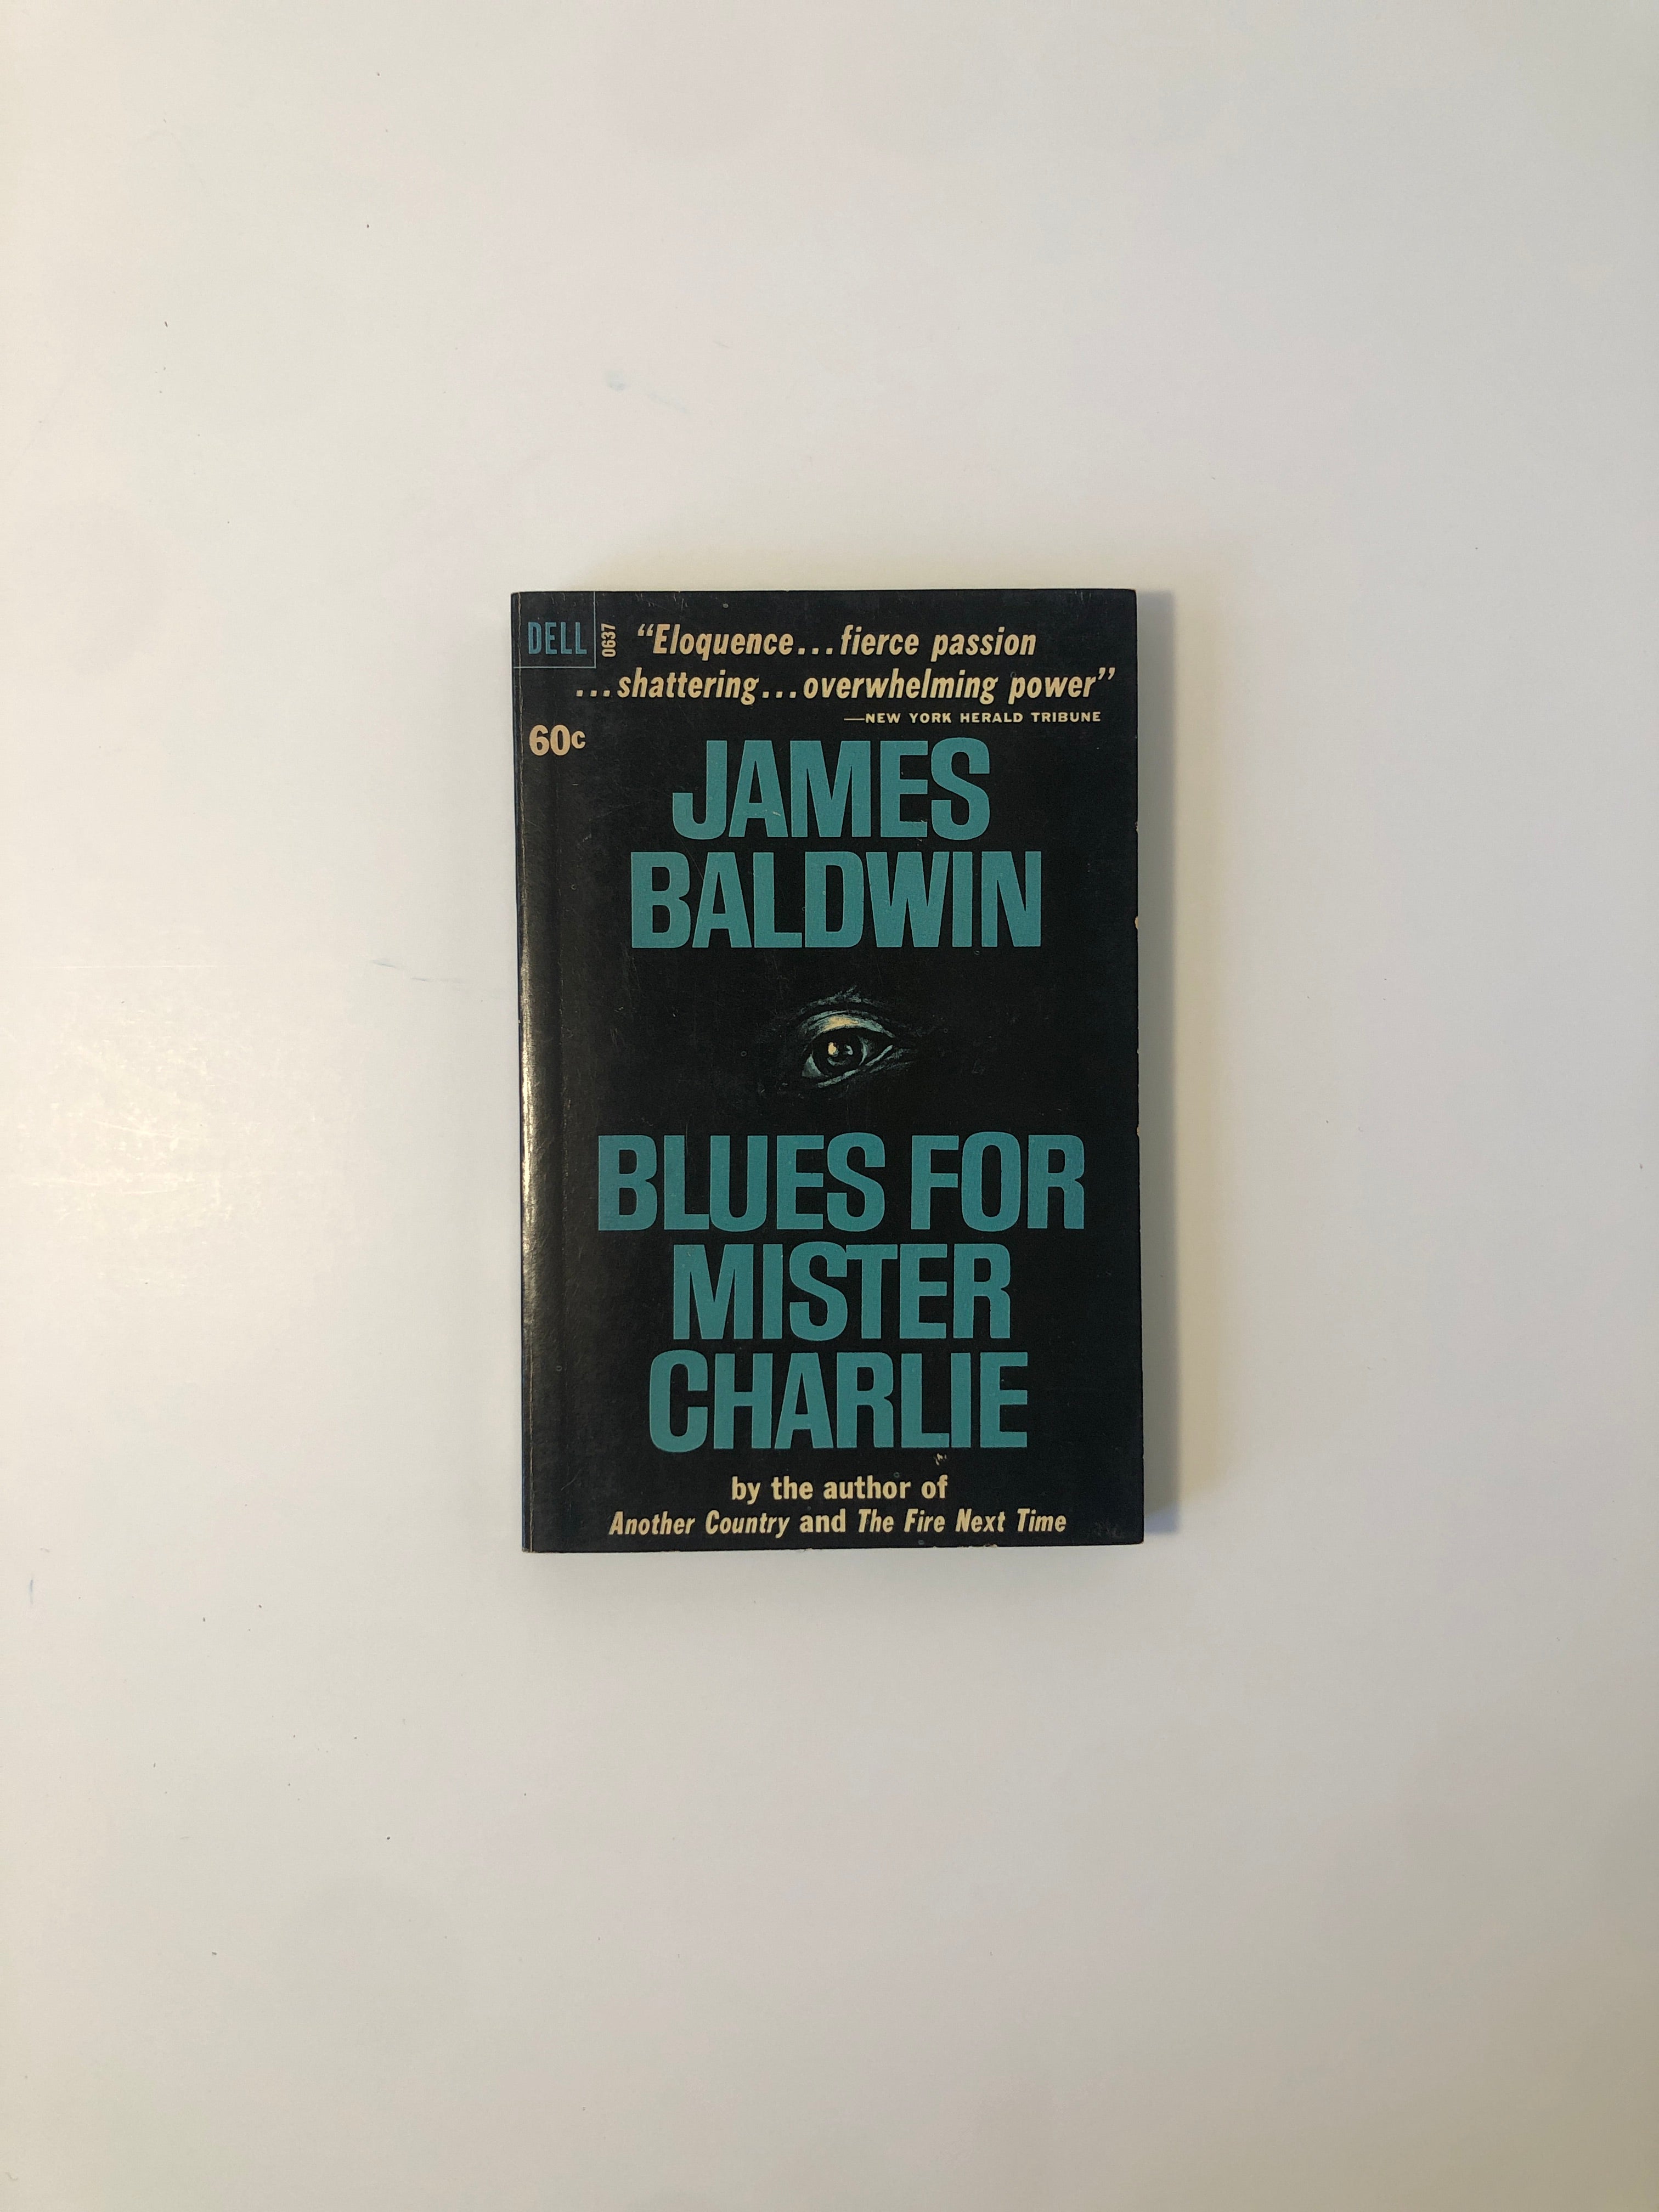 DELL
0637
“Eloquence...fierce passion
...shattering...overwhelming power”
—NEW YORK HERALD TRIBUNE
60c
JAMES
BALDWIN
BLUES FOR
MISTER
CHARLIE
by the author of
Another Country and The Fire Next Time